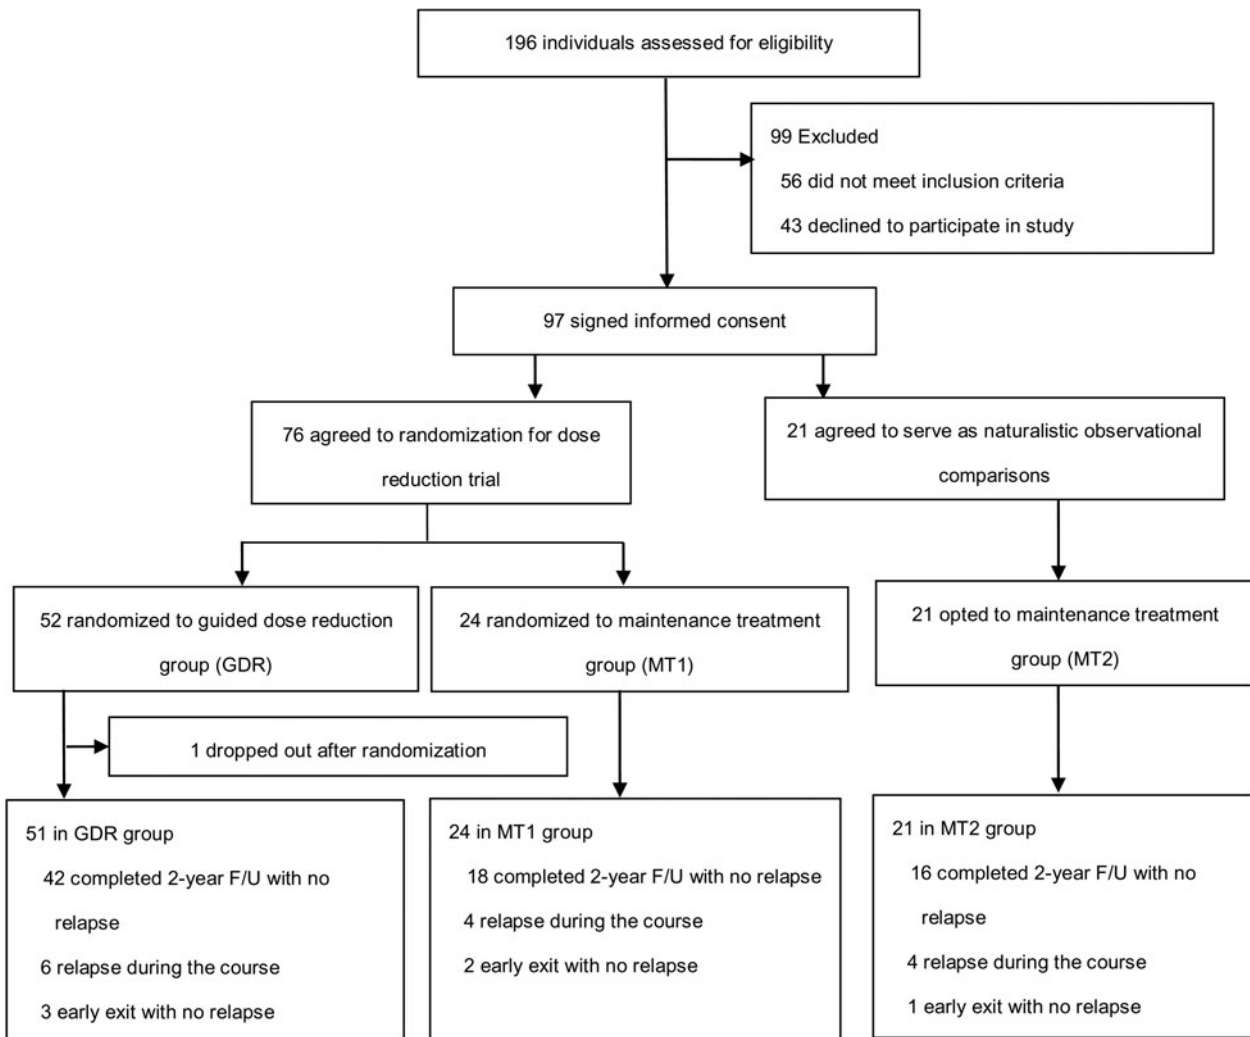 196 individuals assessed for eligibility
99 Excluded
56 did not meet inclusion criteria
43 declined to participate in study
97 signed informed consent
76 agreed to randomization for dose
reduction trial
21 agreed to serve as naturalistic observational
comparisons
52 randomized to guided dose reduction
group (GDR)
24 randomized to maintenance treatment
group (MT1)
21 opted to maintenance treatment
group (MT2)
1 dropped out after randomization
51 in GDR group
42 completed 2-year F/U with no
relapse
6 relapse during the course
3 early exit with no relapse
24 in MT1 group
18 completed 2-year F/U with no relapse
4 relapse during the course
2 early exit with no relapse
21 in MT2 group
16 completed 2-year F/U with no
relapse
4 relapse during the course
1 early exit with no relapse